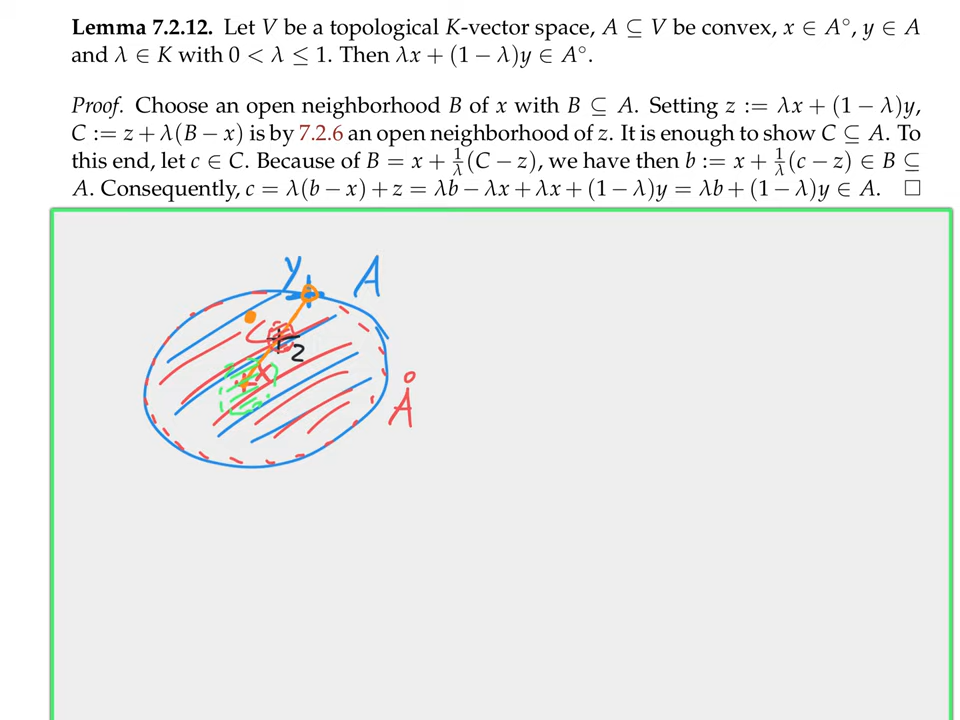 Lemma 7.2.12. Let V be a topological K-vector space, A ⊆ V be convex, x ∈ A°, y ∈ A
and λ ∈ K with 0 < λ ≤ 1. Then λx + (1 − λ)y ∈ A°.
Proof. Choose an open neighborhood B of x with B ⊆ A. Setting z := λx + (1 − λ)y,
C := z + λ(B − x) is by 7.2.6 an open neighborhood of z. It is enough to show C ⊆ A. To
this end, let c ∈ C. Because of B = x + 1/λ(C − z), we have then b := x + 1/λ(c − z) ∈ B ⊆
A. Consequently, c = λ(b − x) + z = λb − λx + λx + (1 − λ)y = λb + (1 − λ)y ∈ A. □
y A
C
z
x
Å